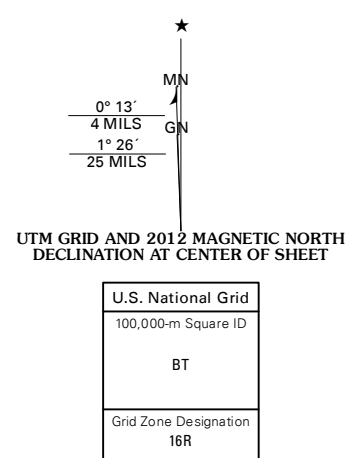 MN
0° 13´
4 MILS
GN
1° 26´
25 MILS
UTM GRID AND 2012 MAGNETIC NORTH
DECLINATION AT CENTER OF SHEET
U.S. National Grid
100,000-m Square ID
BT
Grid Zone Designation
16R